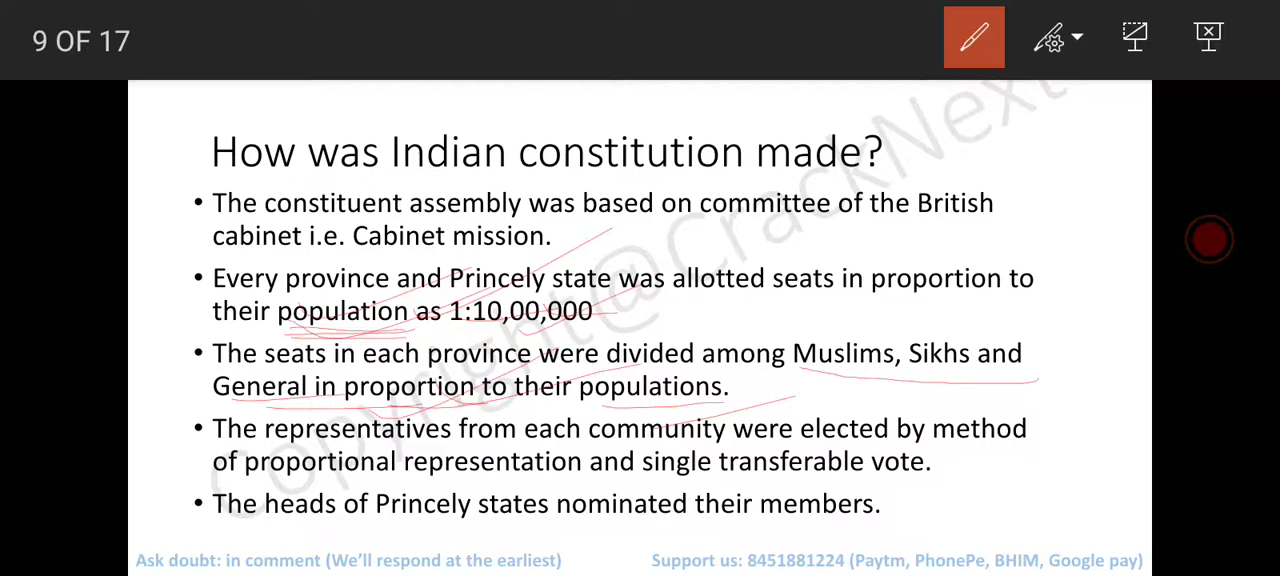 9 OF 17
How was Indian constitution made?
• The constituent assembly was based on committee of the British
cabinet i.e. Cabinet mission.
• Every province and Princely state was allotted seats in proportion to
their population as 1:10,00,000
• The seats in each province were divided among Muslims, Sikhs and
General in proportion to their populations.
• The representatives from each community were elected by method
of proportional representation and single transferable vote.
• The heads of Princely states nominated their members.
Copyright@CrackNext
Ask doubt: in comment (We'll respond at the earliest)
Support us: 8451881224 (Paytm, PhonePe, BHIM, Google pay)